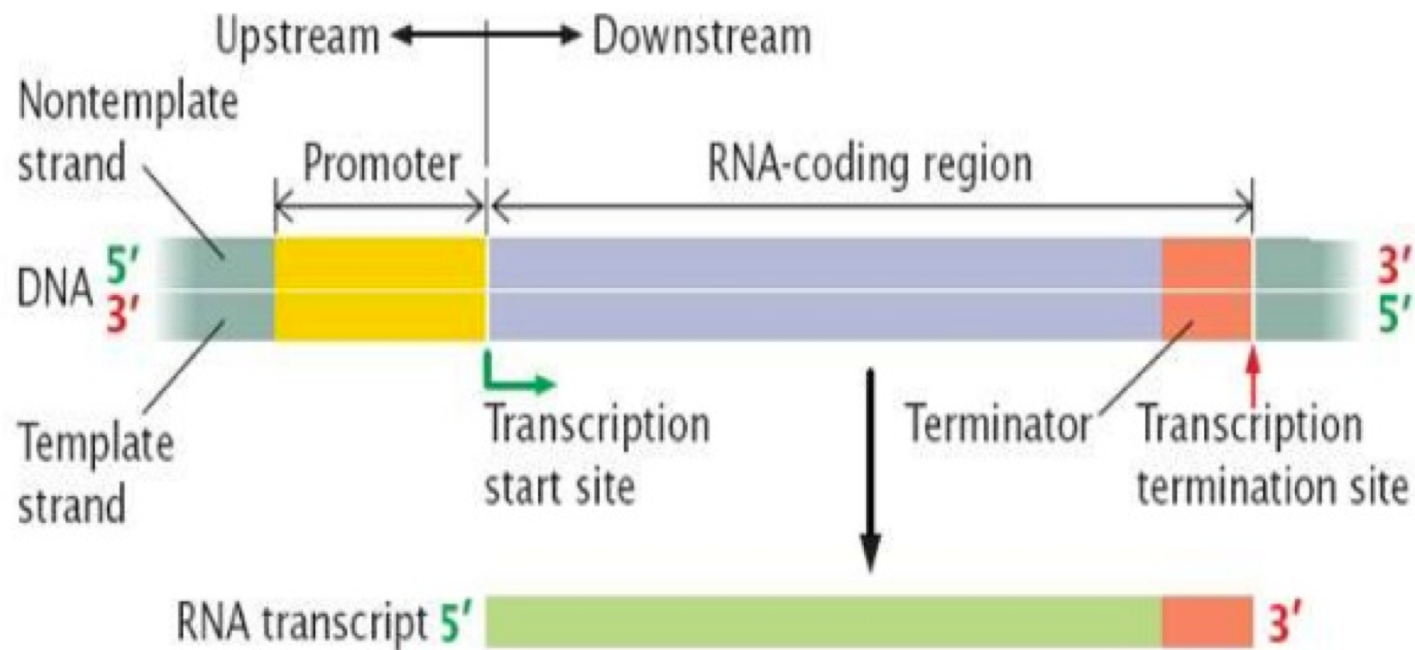 Upstream Downstream
Nontemplate
strand
Promoter RNA-coding region
DNA 5′ 3′
3′ 5′
Template
strand
Transcription
start site
Terminator
Transcription
termination site
RNA transcript 5′ 3′